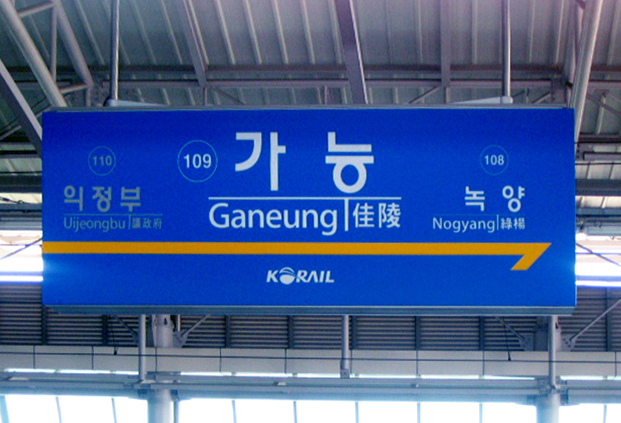 110
의정부
Uijeongbu 議政府
109 가능
Ganeung 佳陵
108
녹양
Nogyang 綠楊
KORAIL